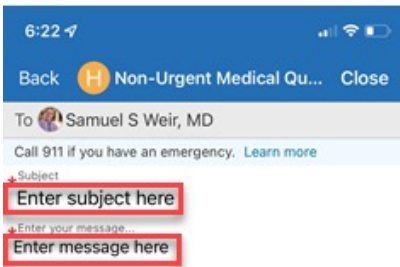 6:22
Back H Non-Urgent Medical Qu... Close
To Samuel S Weir, MD
Call 911 if you have an emergency. Learn more
Subject
Enter subject here
Enter your message...
Enter message here